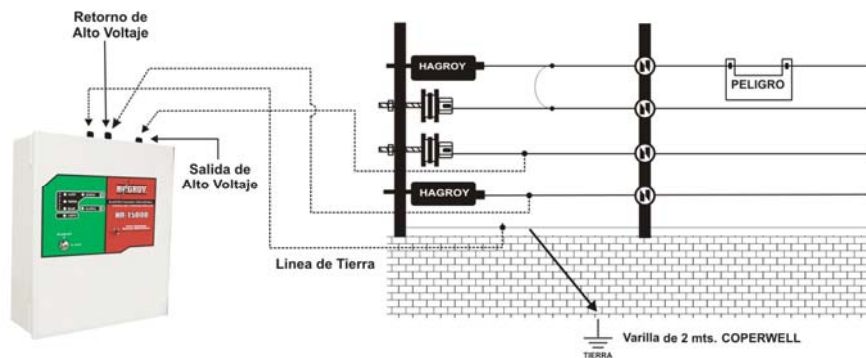 Retorno de
Alto Voltaje
Salida de
Alto Voltaje
HAGROY
HAGROY
PELIGRO
Linea de Tierra
Varilla de 2 mts. COPERWELL
TIERRA
HAGROY